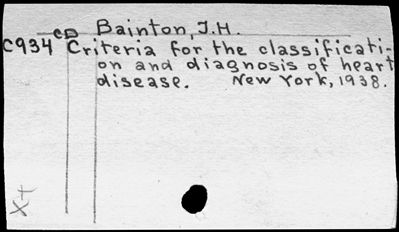 CD Bainton, J.H.
C934 Criteria for the classificati-
on and diagnosis of heart
disease. New York, 1938.
X+